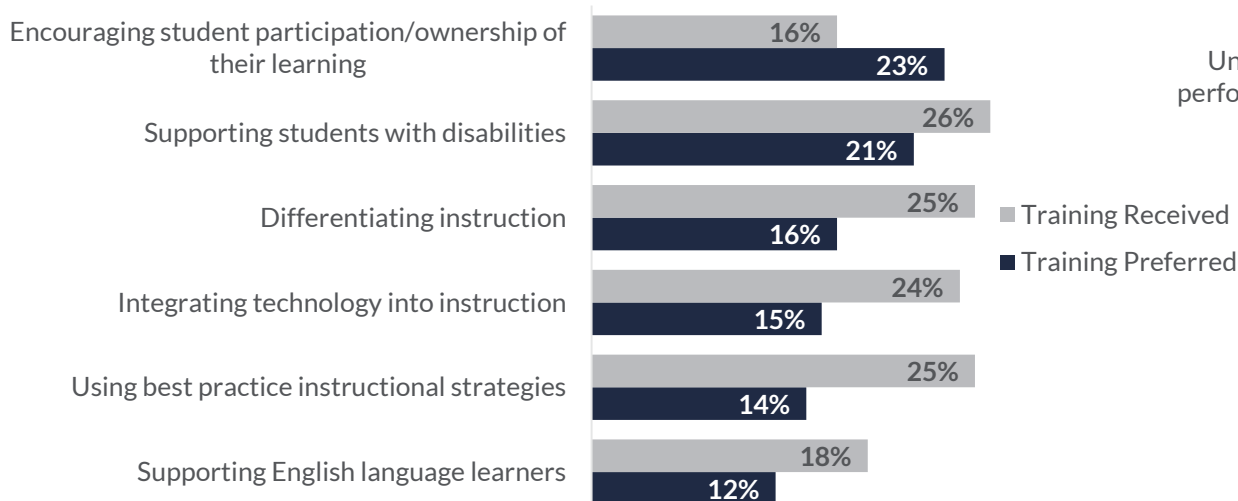 Encouraging student participation/ownership of
their learning
16%
23%
Supporting students with disabilities
26%
21%
Differentiating instruction
25%
16%
Integrating technology into instruction
24%
15%
Using best practice instructional strategies
25%
14%
Supporting English language learners
18%
12%
Training Received
Training Preferred